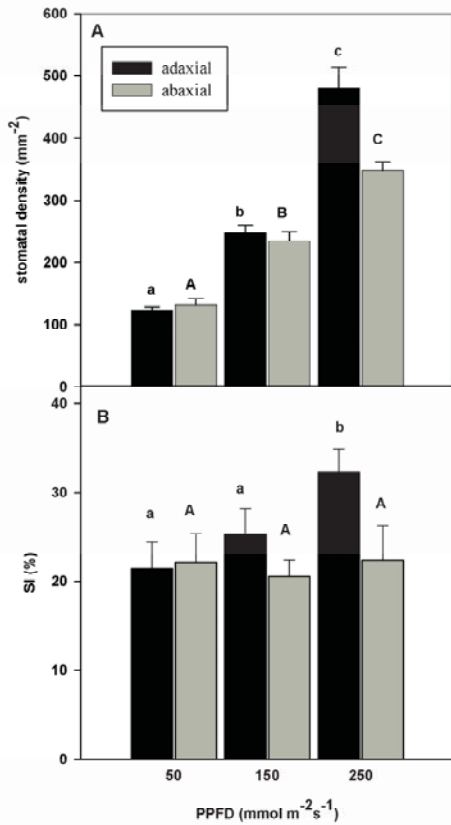 A
adaxial
abaxial
stomatal density (mm⁻²)
600
500
400
300
200
100
0
a
A
b
B
c
C
B
SI (%)
40
30
20
10
0
a
A
a
A
b
A
50
150
250
PPFD (mmol m⁻²s⁻¹)